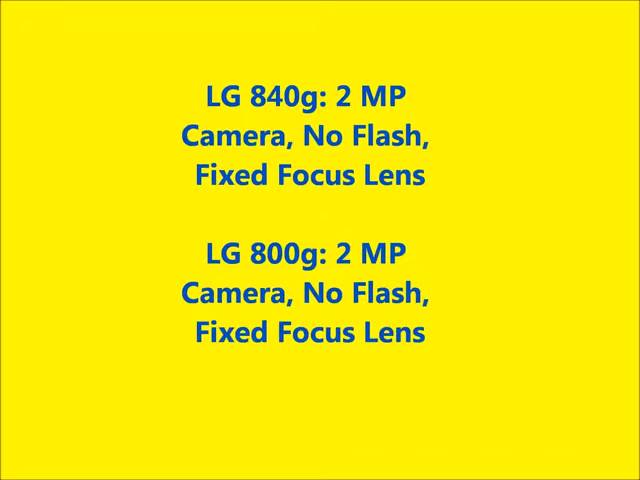 LG 840g: 2 MP
Camera, No Flash,
Fixed Focus Lens
LG 800g: 2 MP
Camera, No Flash,
Fixed Focus Lens